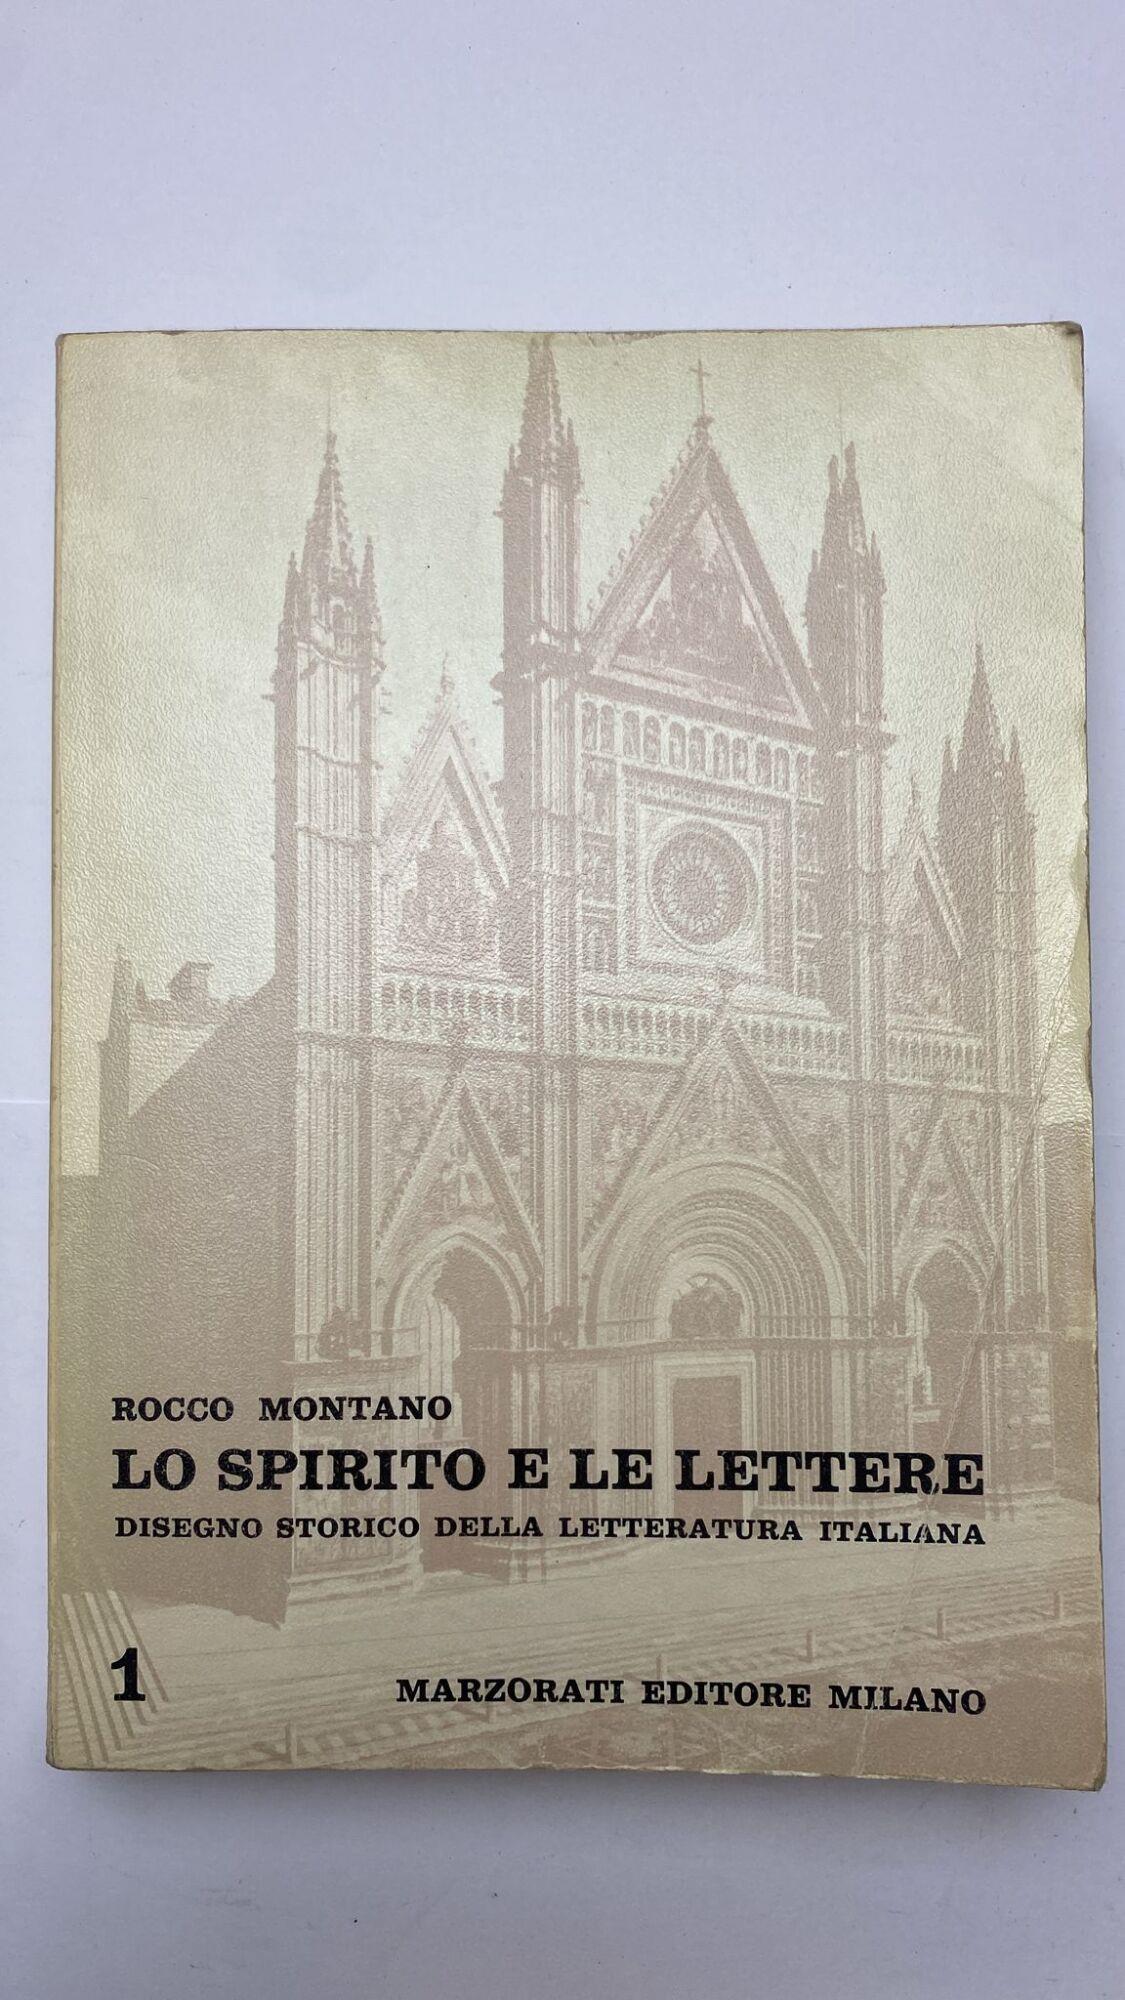 ROCCO MONTANO
LO SPIRITO E LE LETTERE
DISEGNO STORICO DELLA LETTERATURA ITALIANA
1
MARZORATI EDITORE MILANO